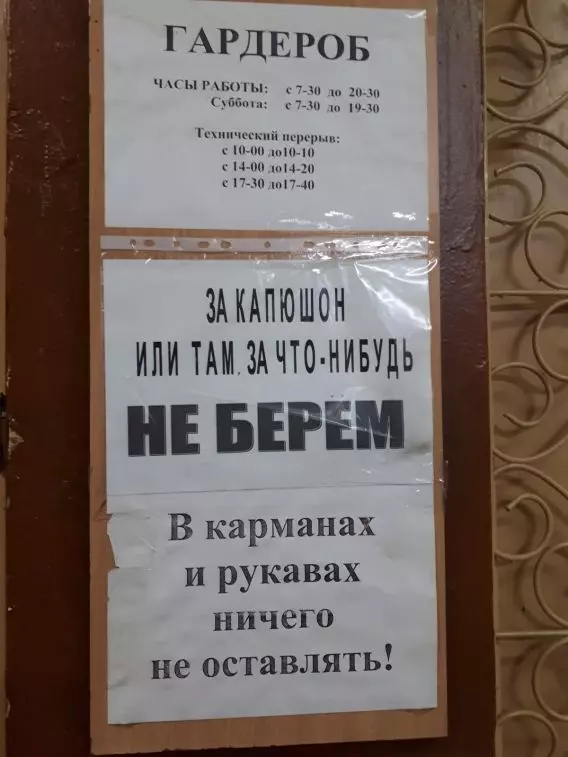 ГАРДЕРОБ
ЧАСЫ РАБОТЫ: с 7-30 до 20-30
Суббота: с 7-30 до 19-30
Технический перерыв:
с 10-00 до10-10
с 14-00 до14-20
с 17-30 до17-40
ЗА КАПЮШОН
ИЛИ ТАМ, ЗА ЧТО-НИБУДЬ
НЕ БЕРЁМ
В карманах
и рукавах
ничего
не оставлять!